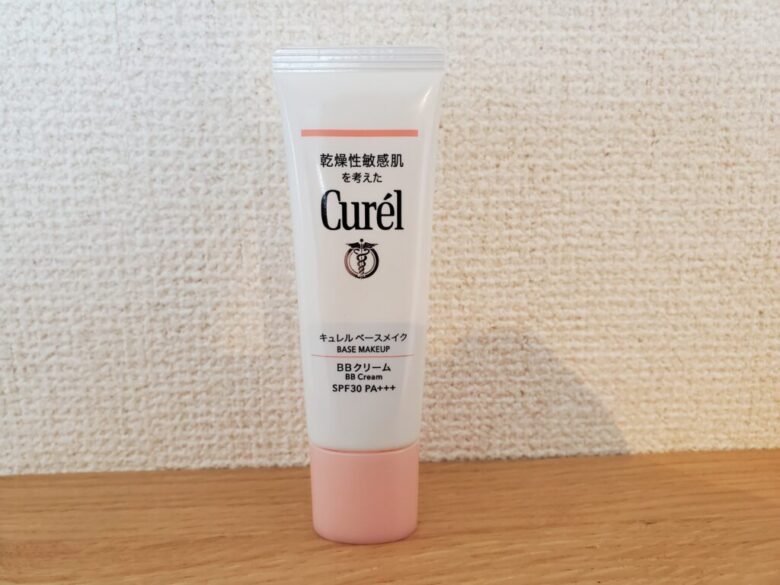 乾燥性敏感肌
を考えた
Curél
キュレル ベースメイク
BASE MAKEUP
BBクリーム
BB Cream
SPF30 PA+++